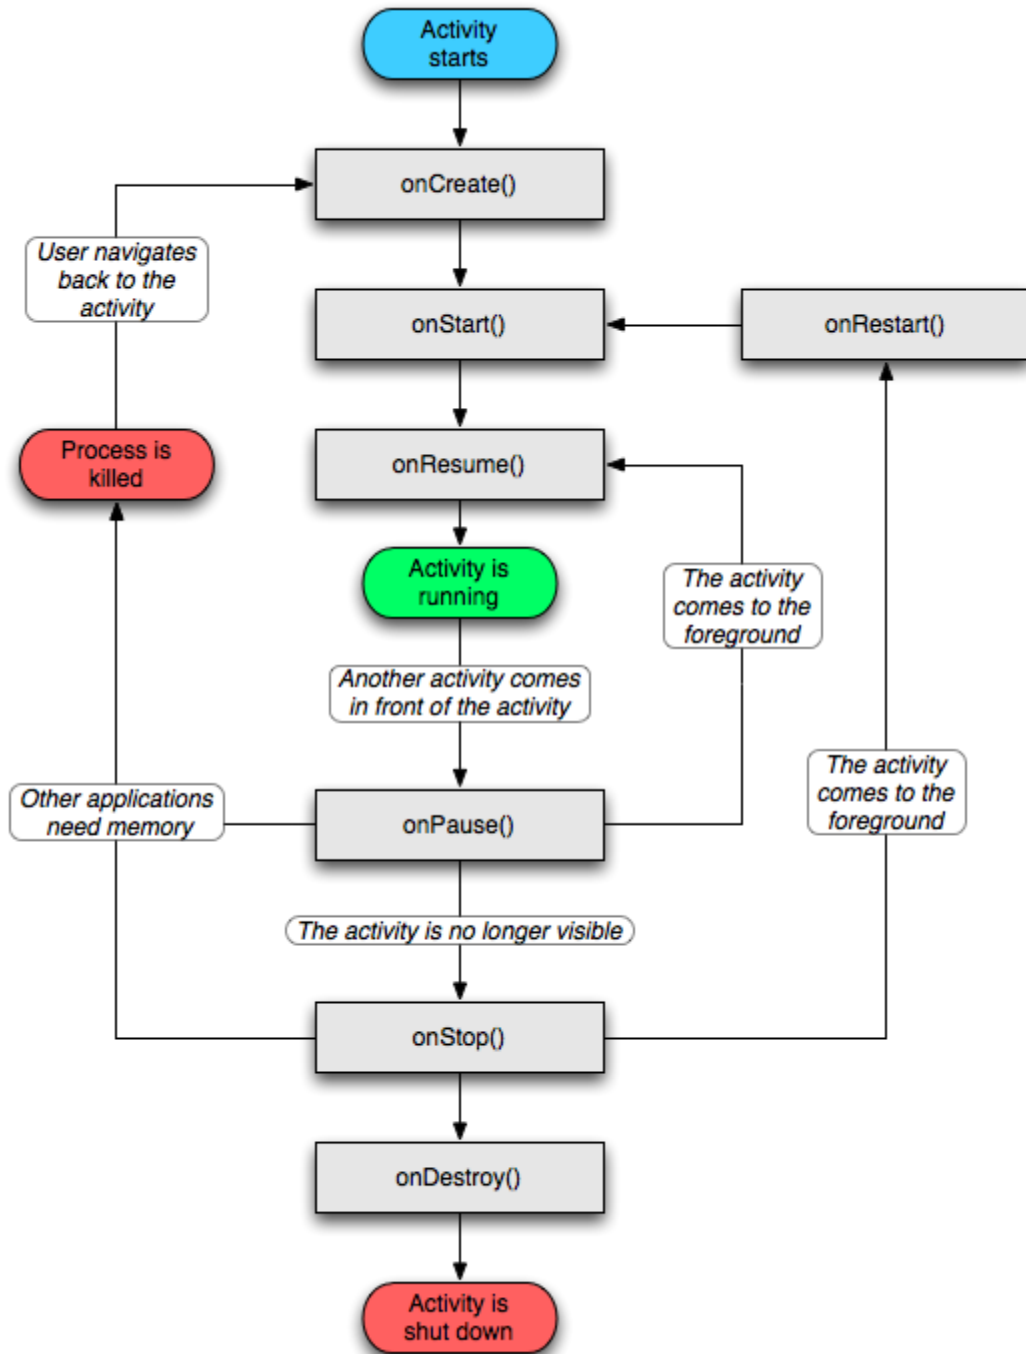 Activity
starts
onCreate()
User navigates
back to the
activity
onStart()
onRestart()
Process is
killed
onResume()
Activity is
running
The activity
comes to the
foreground
Another activity comes
in front of the activity
The activity
comes to the
foreground
Other applications
need memory
onPause()
The activity is no longer visible
onStop()
onDestroy()
Activity is
shut down